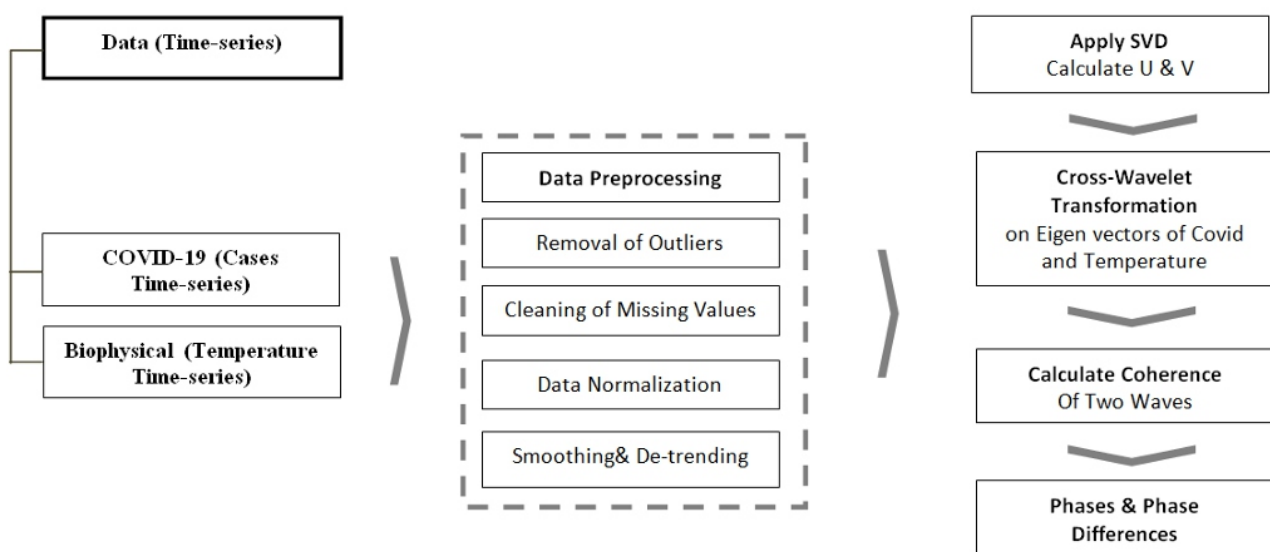 Data (Time-series)
COVID-19 (Cases
Time-series)
Biophysical (Temperature
Time-series)
Data Preprocessing
Removal of Outliers
Cleaning of Missing Values
Data Normalization
Smoothing& De-trending
Apply SVD
Calculate U & V
Cross-Wavelet
Transformation
on Eigen vectors of Covid
and Temperature
Calculate Coherence
Of Two Waves
Phases & Phase
Differences